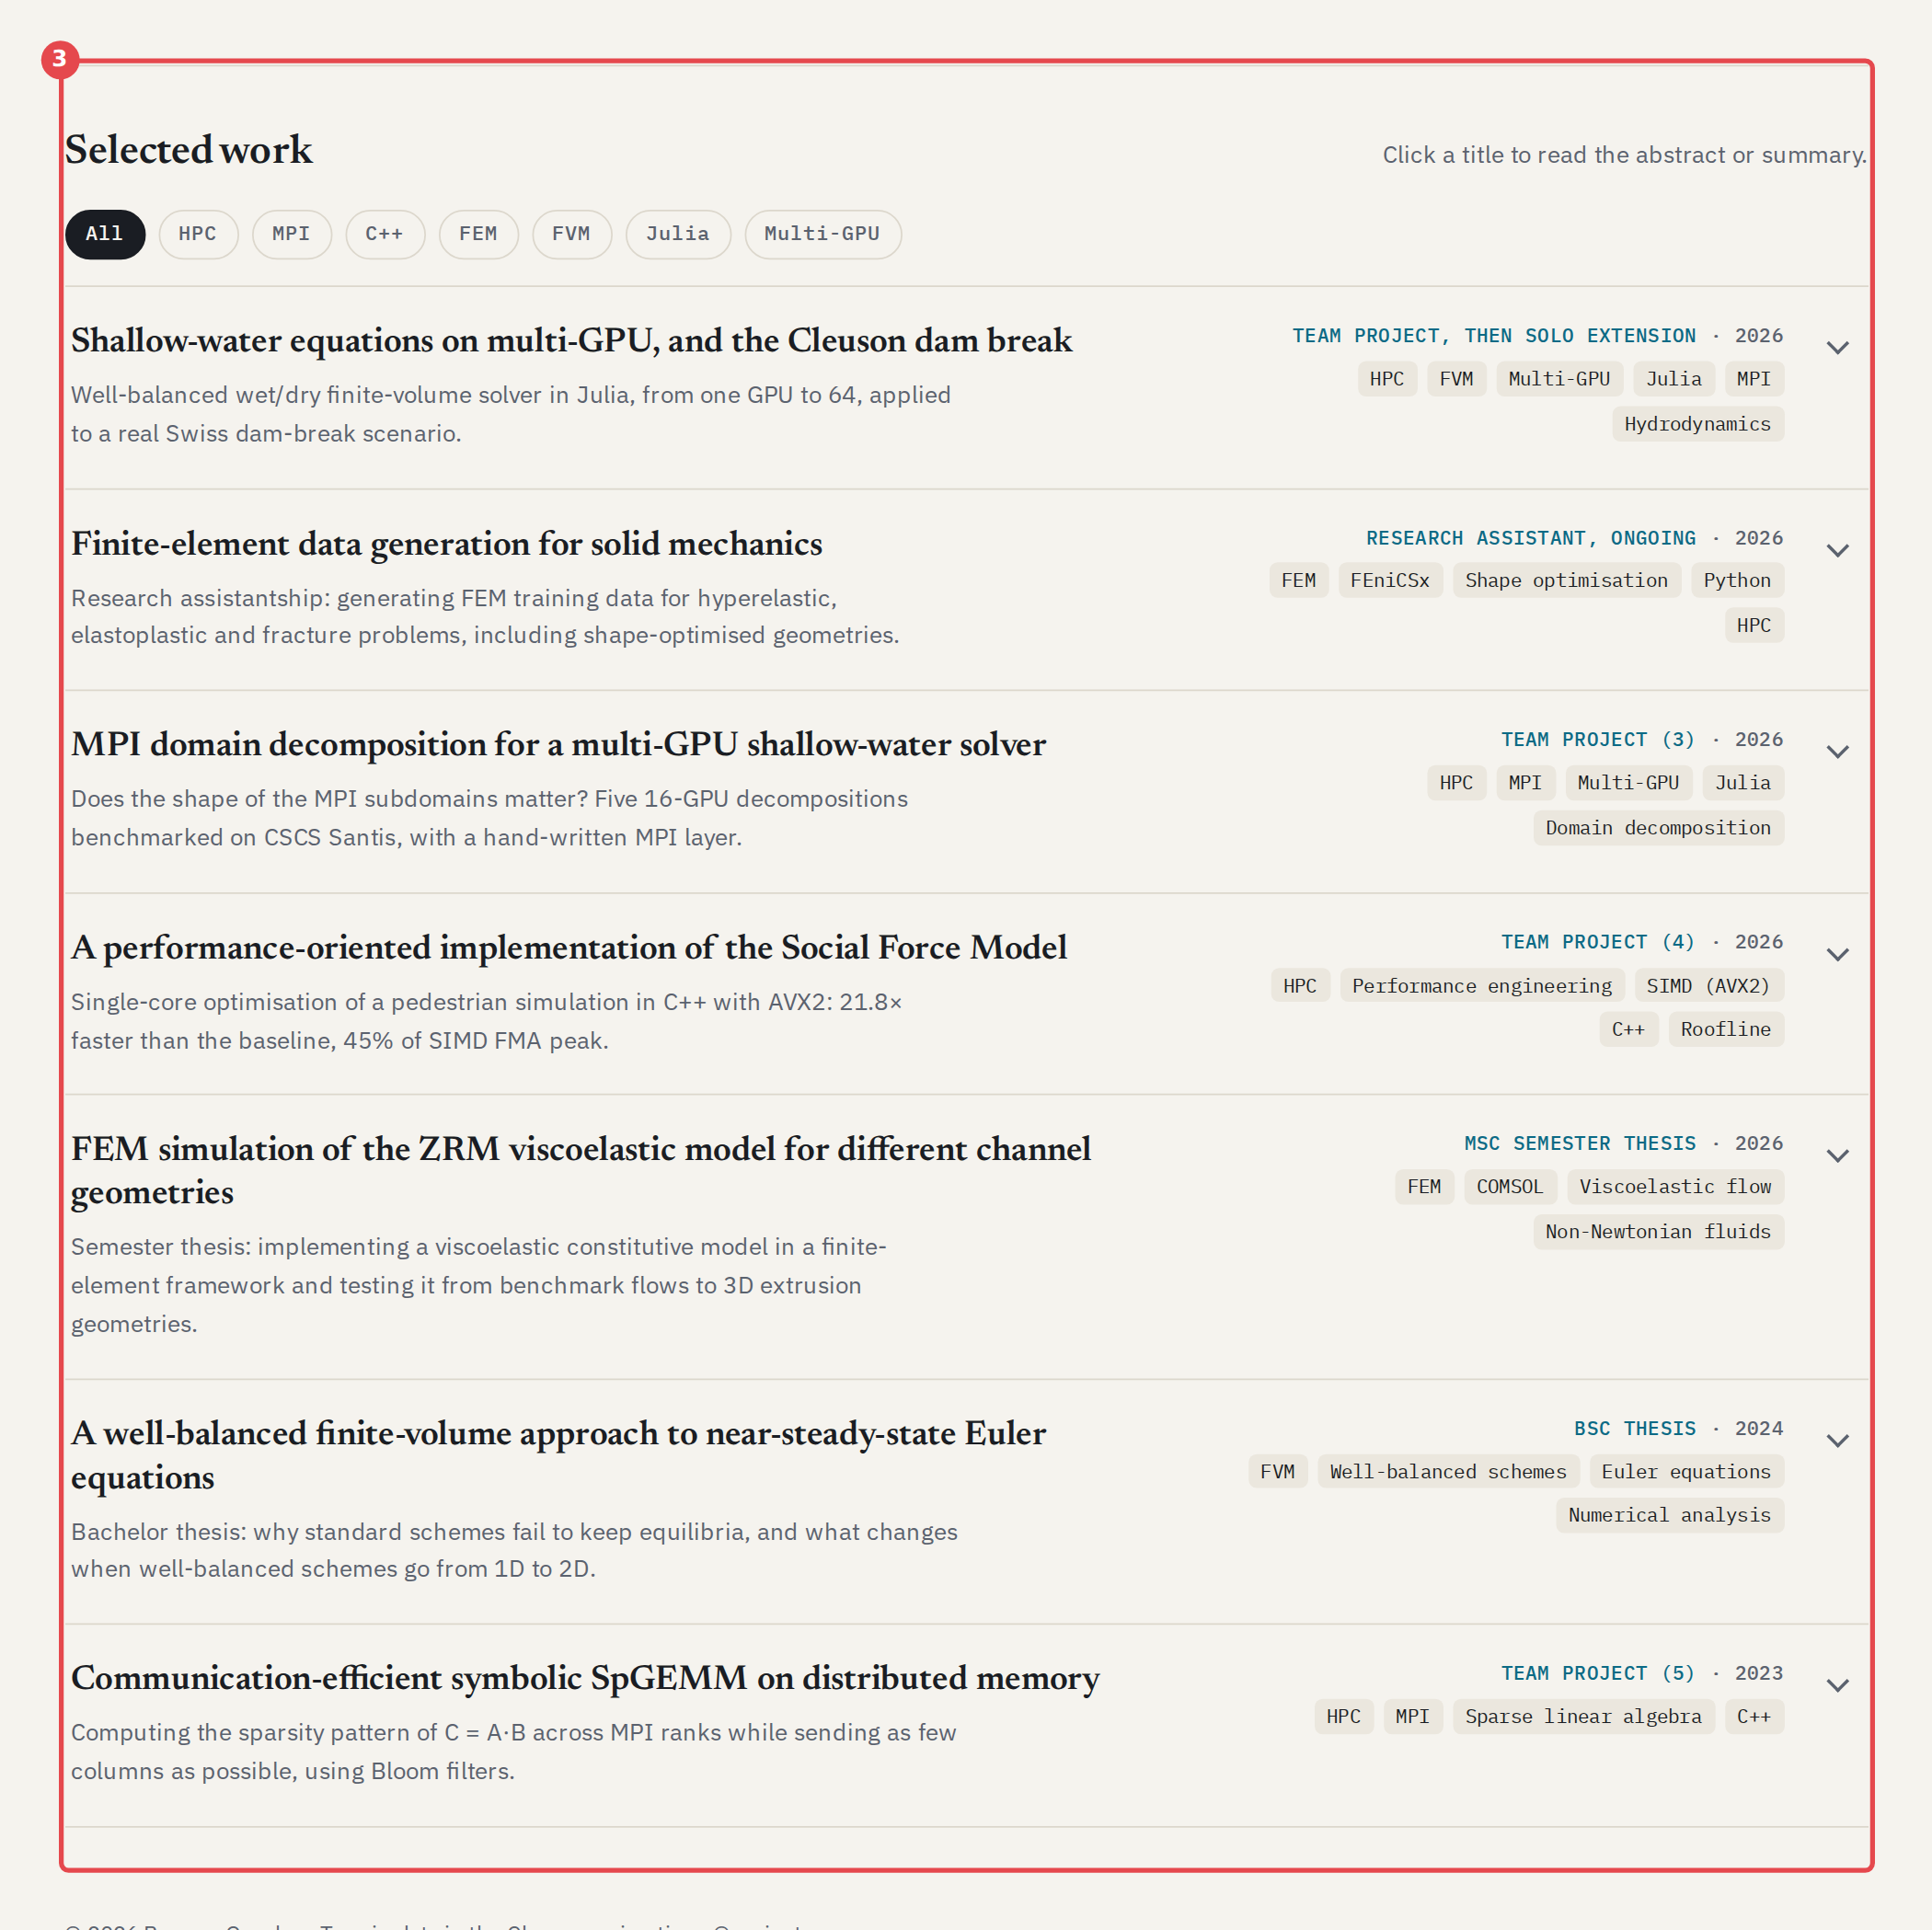 3
Selected work
Click a title to read the abstract or summary.
All HPC MPI C++ FEM FVM Julia Multi-GPU
Shallow-water equations on multi-GPU, and the Cleuson dam break
Well-balanced wet/dry finite-volume solver in Julia, from one GPU to 64, applied
to a real Swiss dam-break scenario.
TEAM PROJECT, THEN SOLO EXTENSION · 2026
HPC FVM Multi-GPU Julia MPI
Hydrodynamics
Finite-element data generation for solid mechanics
Research assistantship: generating FEM training data for hyperelastic,
elastoplastic and fracture problems, including shape-optimised geometries.
RESEARCH ASSISTANT, ONGOING · 2026
FEM FEniCSx Shape optimisation Python
HPC
MPI domain decomposition for a multi-GPU shallow-water solver
Does the shape of the MPI subdomains matter? Five 16-GPU decompositions
benchmarked on CSCS Santis, with a hand-written MPI layer.
TEAM PROJECT (3) · 2026
HPC MPI Multi-GPU Julia
Domain decomposition
A performance-oriented implementation of the Social Force Model
Single-core optimisation of a pedestrian simulation in C++ with AVX2: 21.8×
faster than the baseline, 45% of SIMD FMA peak.
TEAM PROJECT (4) · 2026
HPC Performance engineering SIMD (AVX2)
C++ Roofline
FEM simulation of the ZRM viscoelastic model for different channel
geometries
Semester thesis: implementing a viscoelastic constitutive model in a finite-
element framework and testing it from benchmark flows to 3D extrusion
geometries.
MSC SEMESTER THESIS · 2026
FEM COMSOL Viscoelastic flow
Non-Newtonian fluids
A well-balanced finite-volume approach to near-steady-state Euler
equations
Bachelor thesis: why standard schemes fail to keep equilibria, and what changes
when well-balanced schemes go from 1D to 2D.
BSC THESIS · 2024
FVM Well-balanced schemes Euler equations
Numerical analysis
Communication-efficient symbolic SpGEMM on distributed memory
Computing the sparsity pattern of C = A·B across MPI ranks while sending as few
columns as possible, using Bloom filters.
TEAM PROJECT (5) · 2023
HPC MPI Sparse linear algebra C++